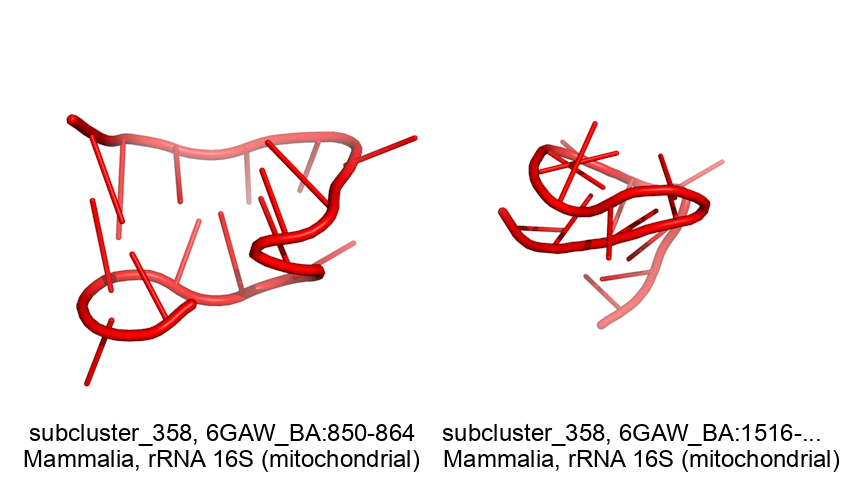 subcluster_358, 6GAW_BA:850-864
Mammalia, rRNA 16S (mitochondrial)
subcluster_358, 6GAW_BA:1516-...
Mammalia, rRNA 16S (mitochondrial)